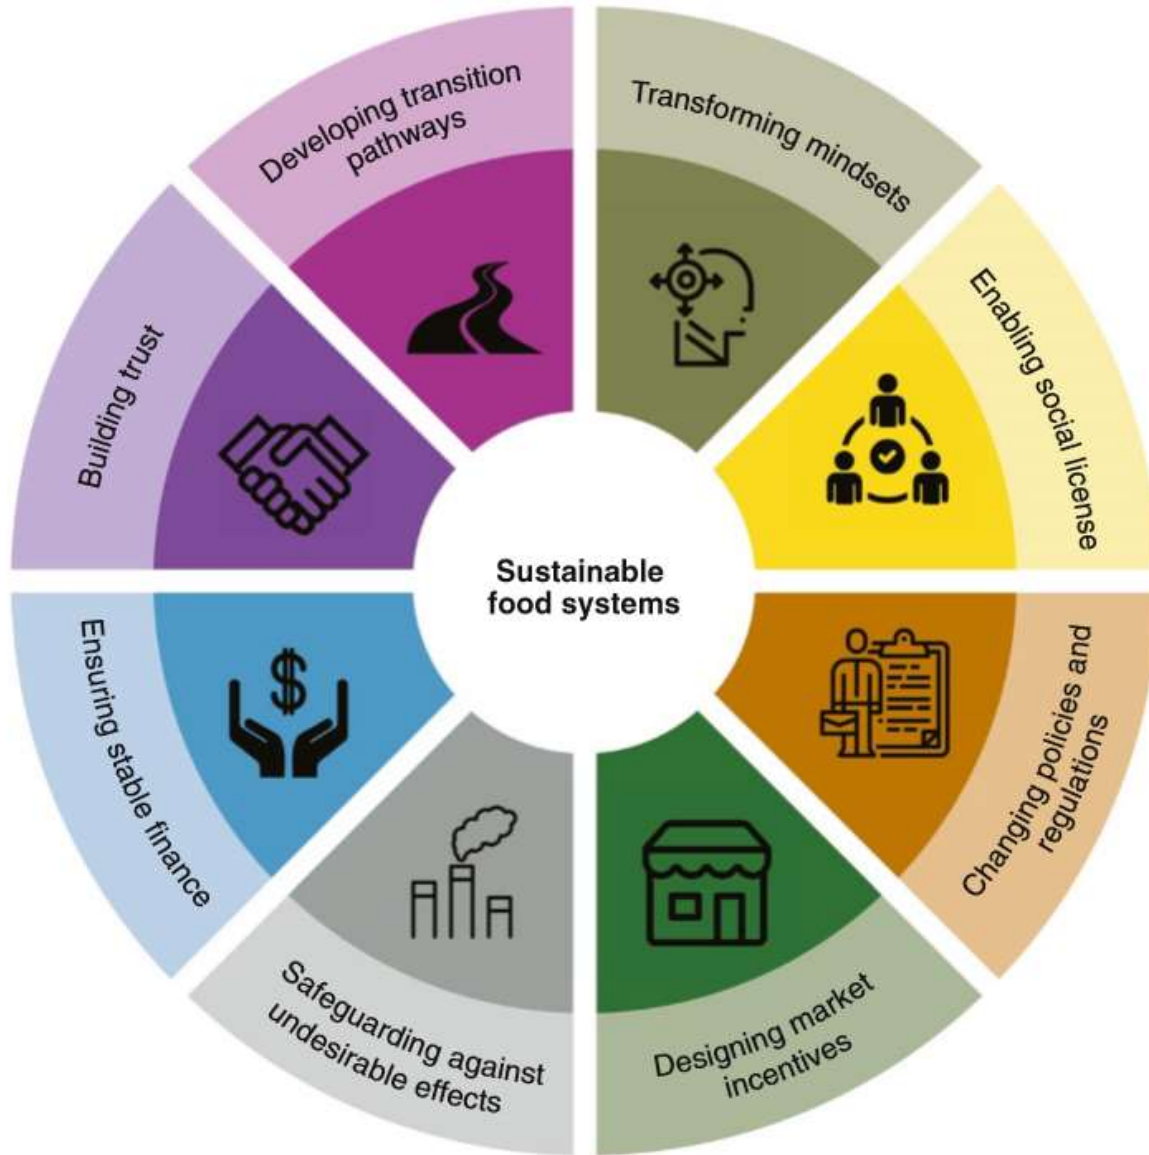 Developing transition
pathways
Transforming mindsets
Enabling social license
Changing policies and
regulations
Designing market
incentives
Safeguarding against
undesirable effects
Ensuring stable finance
Building trust
Sustainable
food systems